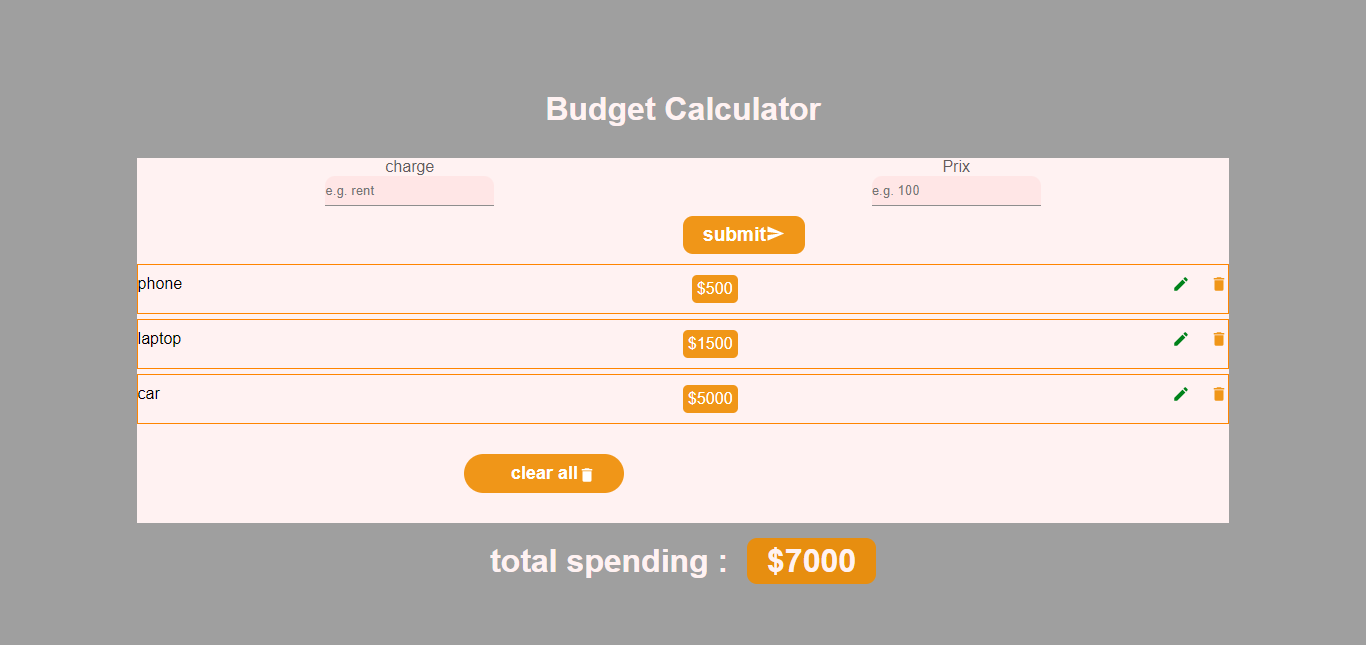 Budget Calculator
charge Prix
e.g. rent e.g. 100
submit
phone $500
laptop $1500
car $5000
clear all
total spending : $7000